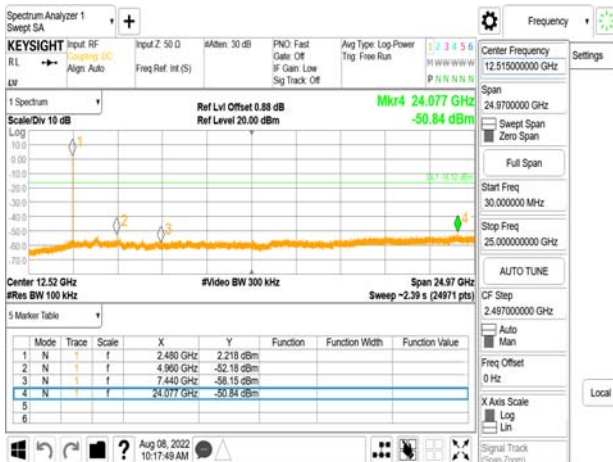 Spectrum Analyzer 1
Swept SA
Frequency
KEYSIGHT
Input: RF
Coupling: DC
Align: Auto
Input Z: 50 Ω
Freq Ref: Int (S)
#Atten: 30 dB
PNO: Fast
Gate: Off
IF Gain: Low
Sig Track: Off
Avg Type: Log-Power
Trig: Free Run
1 2 3 4 5 6
M W W W W W
P N N N N N
RL
LXI
1 Spectrum
Scale/Div 10 dB
Ref Lvl Offset 0.88 dB
Ref Level 20.00 dBm
Mkr4 24.077 GHz
-50.84 dBm
Log
10.0
0.00
-10.0
-20.0
-30.0
-40.0
-50.0
-60.0
-70.0
1
2
3
4
Center 12.52 GHz
#Res BW 100 kHz
#Video BW 300 kHz
Span 24.97 GHz
Sweep ~2.39 s (24971 pts)
5 Marker Table
Mode Trace Scale X Y Function Function Width Function Value
1 N 1 f 2.480 GHz 2.218 dBm
2 N 1 f 4.960 GHz -52.18 dBm
3 N 1 f 7.440 GHz -58.15 dBm
4 N 1 f 24.077 GHz -50.84 dBm
5
6
Aug 08, 2022
10:17:49 AM
Center Frequency
12.515000000 GHz
Settings
Span
24.9700000 GHz
Swept Span
Zero Span
Full Span
Start Freq
30.000000 MHz
Stop Freq
25.000000000 GHz
AUTO TUNE
CF Step
2.497000000 GHz
Auto
Man
Freq Offset
0 Hz
X Axis Scale
Log
Lin
Local
Signal Track
(Span Zoom)